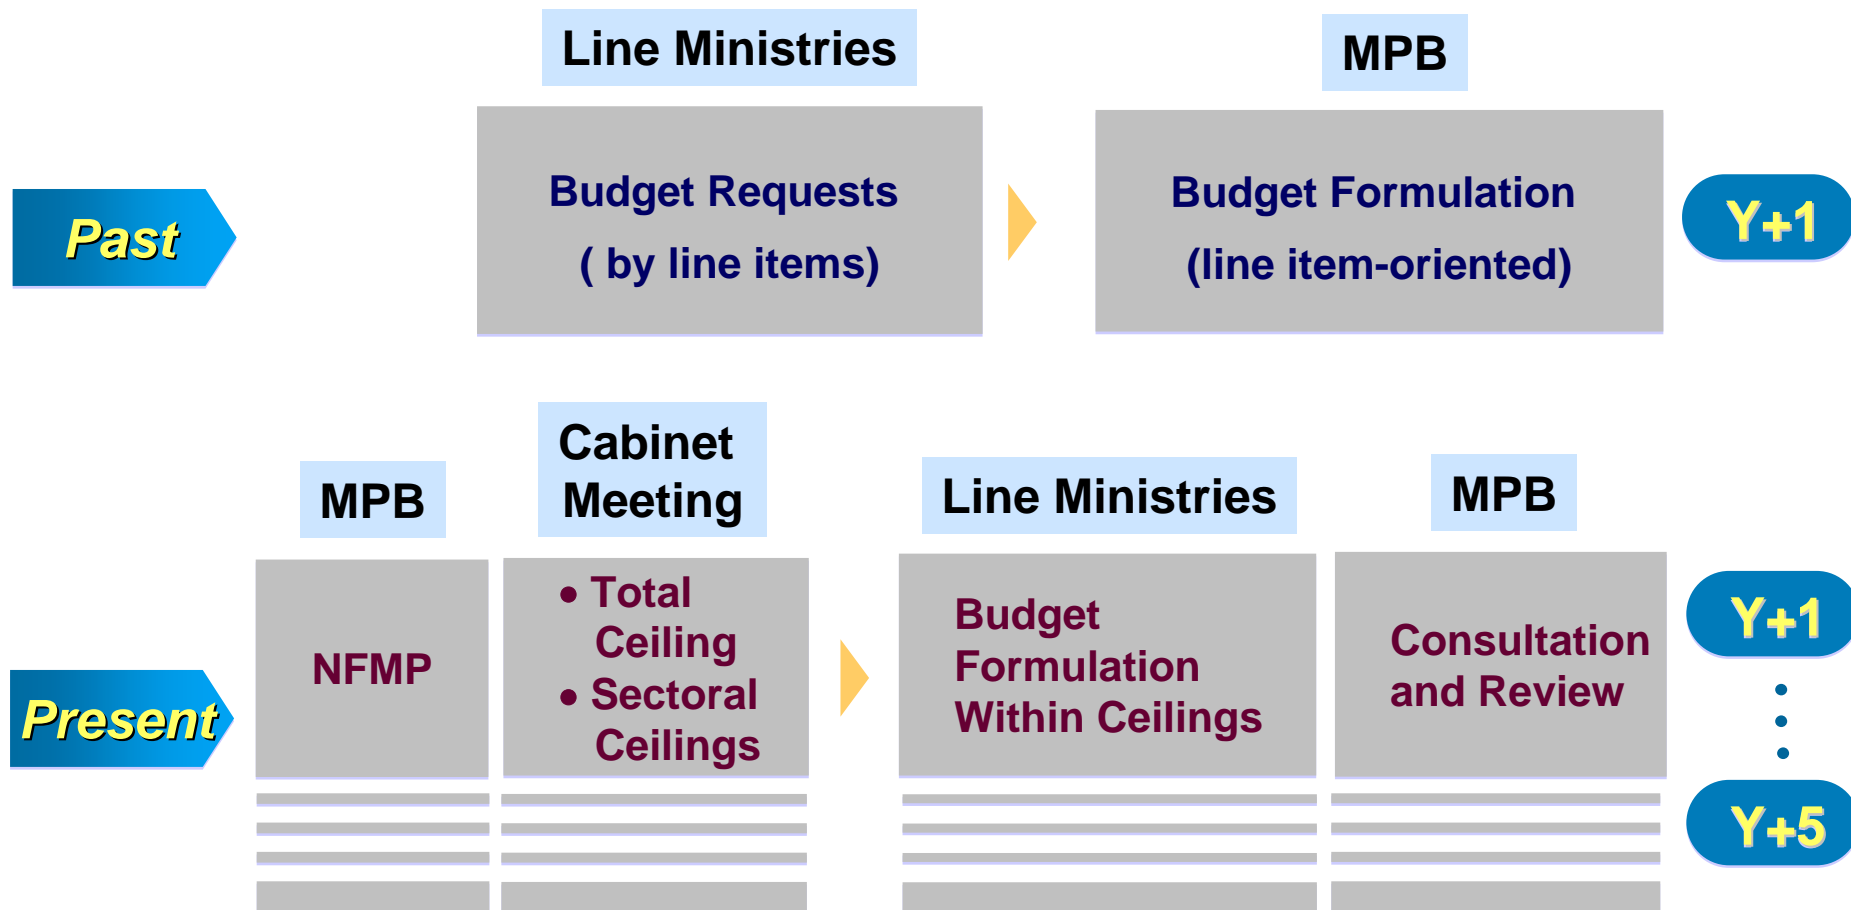 Line Ministries
MPB
Past
Budget Requests
( by line items)
Budget Formulation
(line item-oriented)
Y+1
MPB
Cabinet
Meeting
Line Ministries
MPB
Present
NFMP
• Total
Ceiling
• Sectoral
Ceilings
Budget
Formulation
Within Ceilings
Consultation
and Review
Y+1
Y+5